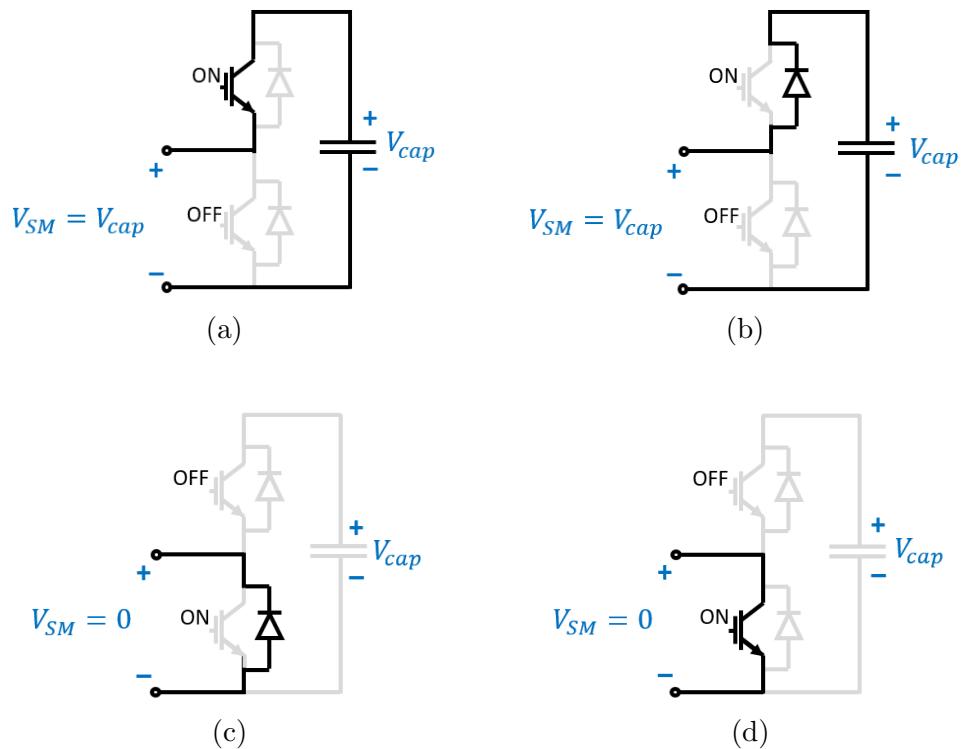 ON
+
V_cap
+
−
V_SM = V_cap
OFF
−
(a)
ON
+
V_cap
+
−
V_SM = V_cap
OFF
−
(b)
OFF
+
V_cap
+
−
V_SM = 0
ON
−
(c)
OFF
+
V_cap
+
−
V_SM = 0
ON
−
(d)